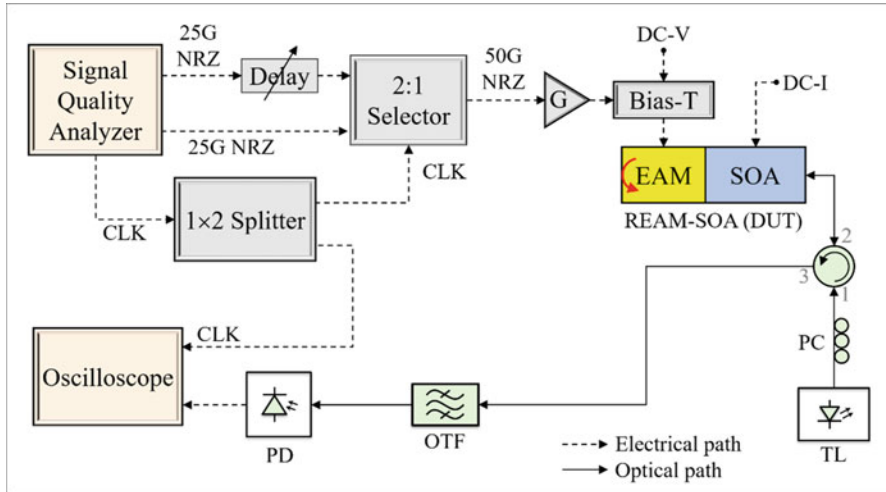 25G
NRZ
Signal
Quality
Analyzer
Delay
2:1
Selector
50G
NRZ
G
DC-V
Bias-T
DC-I
25G NRZ
CLK
EAM
SOA
REAM-SOA (DUT)
CLK
1×2 Splitter
2
3
1
CLK
PC
Oscilloscope
PD
OTF
TL
Electrical path
Optical path